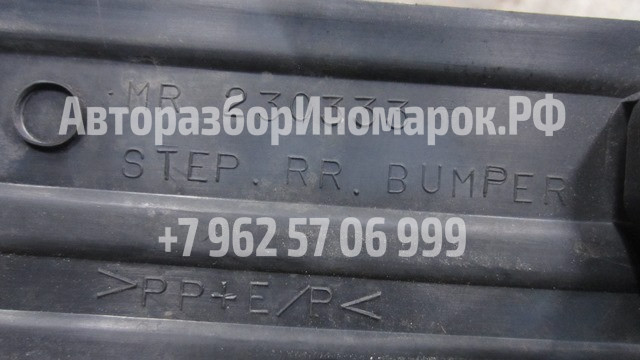 MR 230333
АвторазборИномарок.РФ
STEP. RR. BUMPER
+7 962 57 06 999
>PP+E/P<